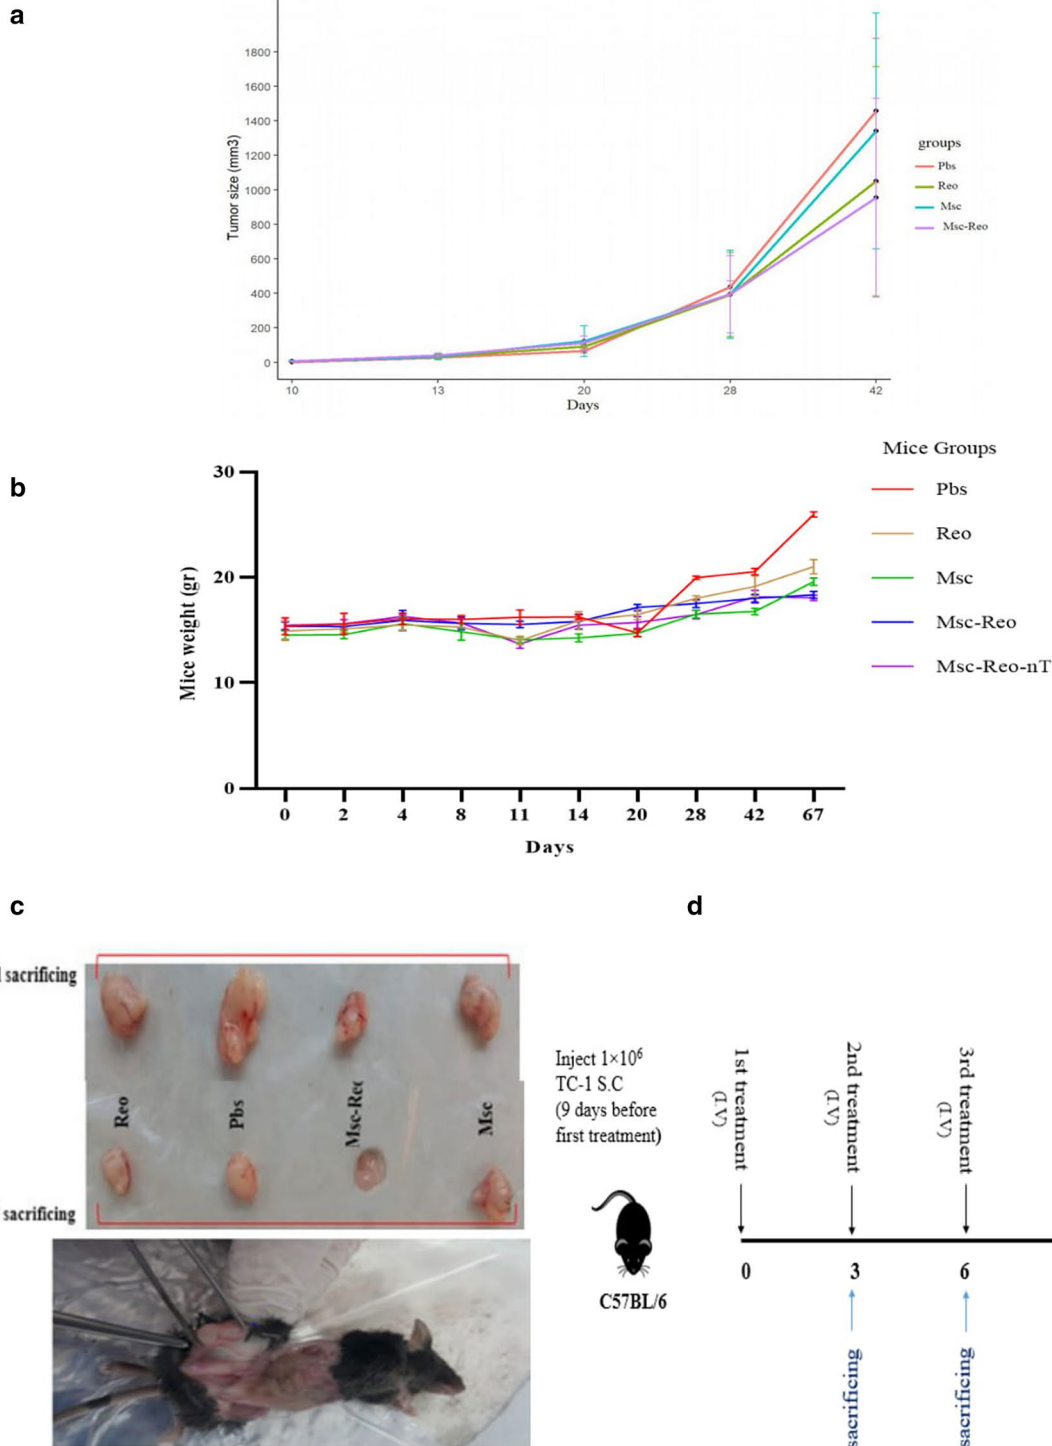 a
Tumor size (mm3)
1800
1600
1400
1200
1000
800
600
400
200
0
10 13 20 28 42
Days
groups
Pbs
Reo
Msc
Msc-Reo
b
Mice weight (gr)
30
20
10
0
0 2 4 8 11 14 20 28 42 67
Days
Mice Groups
Pbs
Reo
Msc
Msc-Reo
Msc-Reo-nT
c
sacrificing
Reo Pbs Msc-Reo Msc
sacrificing
d
Inject 1×10⁶
TC-1 S.C
(9 days before
first treatment)
C57BL/6
1st treatment
(I.V)
2nd treatment
(I.V)
3rd treatment
(I.V)
0 3 6
sacrificing
sacrificing